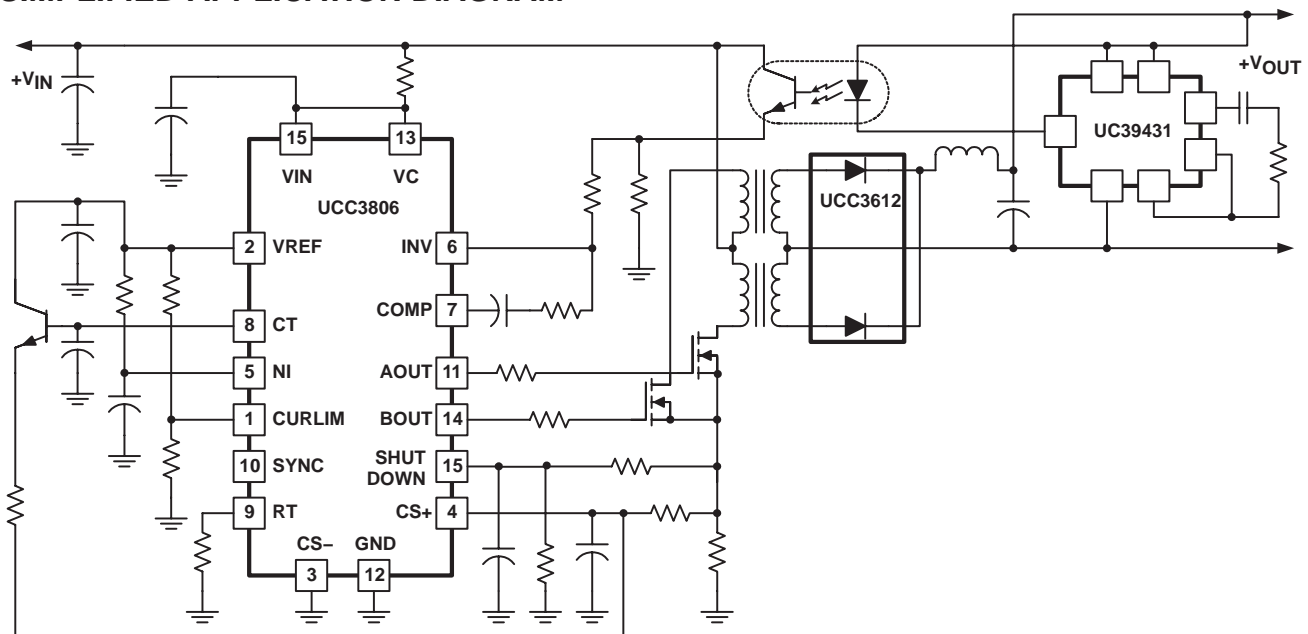 SIMPLIFIED APPLICATION DIAGRAM
+VIN
+VOUT
UC39431
15
13
VIN
VC
UCC3806
UCC3612
2 VREF
INV 6
COMP 7
8 CT
5 NI
AOUT 11
1 CURLIM
BOUT 14
10 SYNC
SHUT
DOWN
15
9 RT
CS+ 4
CS–
GND
3
12